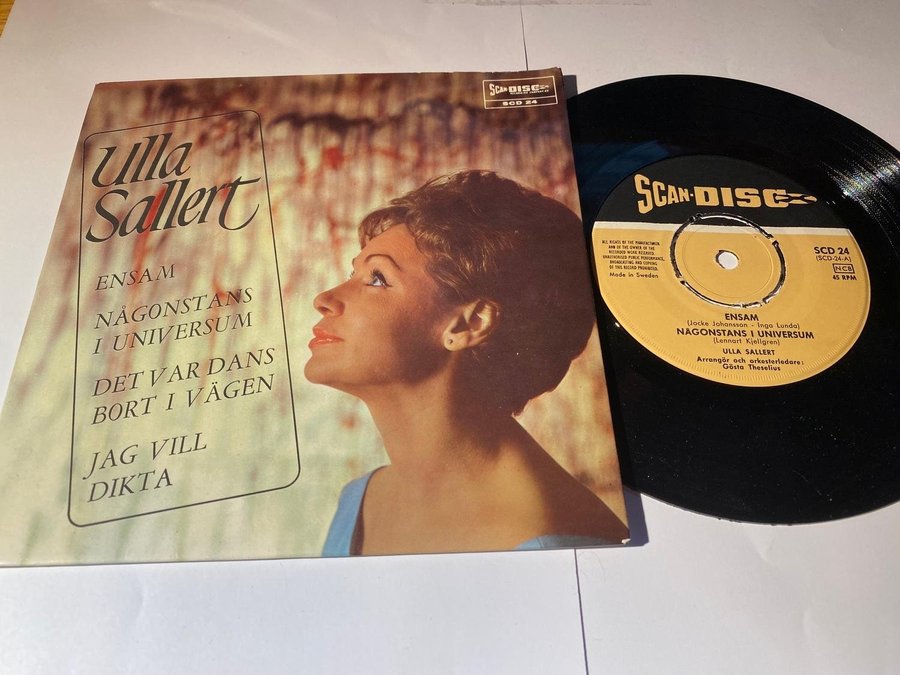 Ulla
Sallert
ENSAM
NÅGONSTANS
I UNIVERSUM
DET VAR DANS
BORT I VÄGEN
JAG VILL
DIKTA
SCAN-DISC
SCD 24
SCAN-DISC
ALL RIGHTS OF THE MANUFACTURER
AND OF THE OWNER OF THE
RECORDED WORK RESERVED.
UNAUTHORISED PUBLIC PERFORMANCE,
BROADCASTING AND COPYING
OF THIS RECORD PROHIBITED.
Made in Sweden
SCD 24
(SCD-24-A)
NCB
45 RPM
ENSAM
(Jocke Johansson - Inga Lunda)
NÅGONSTANS I UNIVERSUM
(Lennart Kjellgren)
ULLA SALLERT
Arrangör och orkesterledare:
Gösta Theselius